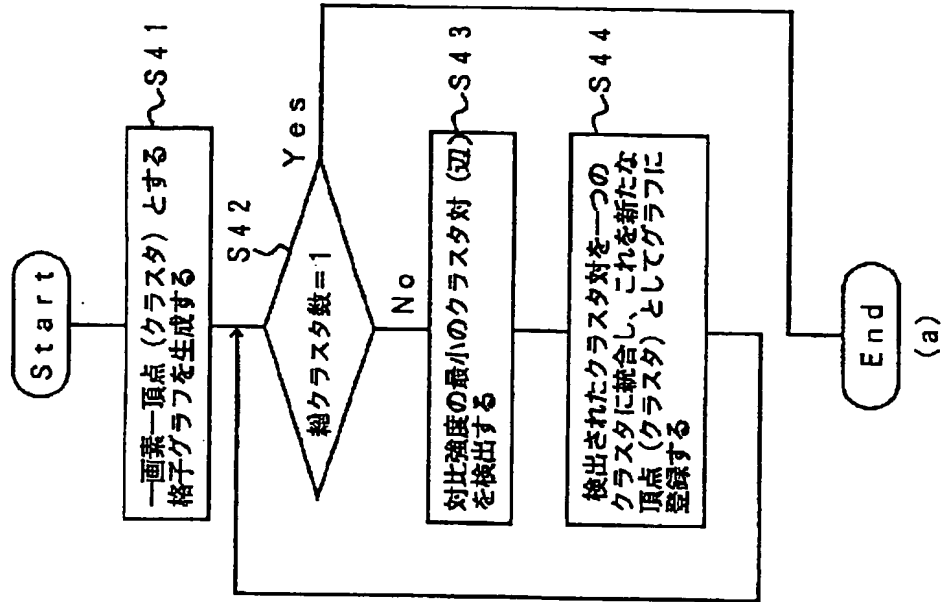 Start
一画素一頂点（クラスタ）とする
格子グラフを生成する
S41
S42
総クラスタ数=1
Yes
No
対比強度の最小のクラスタ対（辺）
を検出する
S43
検出されたクラスタ対を一つの
クラスタに統合し、これを新たな
頂点（クラスタ）としてグラフに
登録する
S44
End
(a)